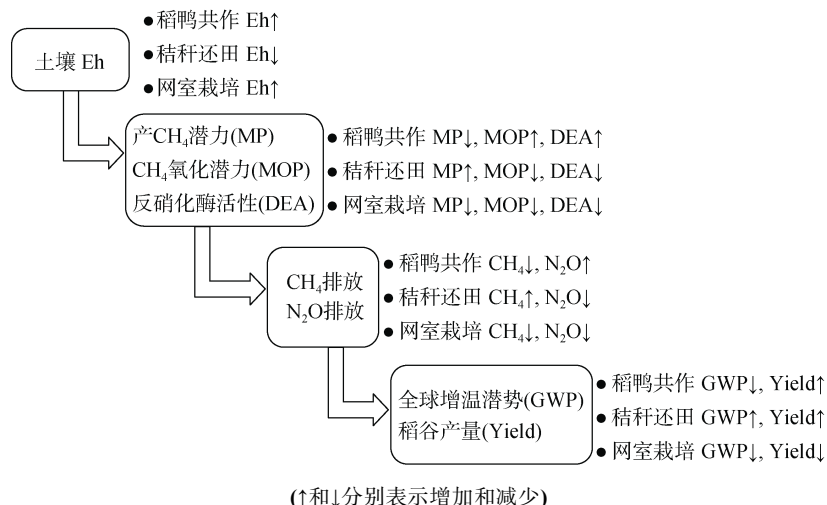 土壤 Eh
● 稻鸭共作 Eh↑
● 秸秆还田 Eh↓
● 网室栽培 Eh↑
产CH₄潜力(MP)
CH₄氧化潜力(MOP)
反硝化酶活性(DEA)
● 稻鸭共作 MP↓, MOP↑, DEA↑
● 秸秆还田 MP↑, MOP↓, DEA↓
● 网室栽培 MP↓, MOP↓, DEA↓
CH₄排放
N₂O排放
● 稻鸭共作 CH₄↓, N₂O↑
● 秸秆还田 CH₄↑, N₂O↓
● 网室栽培 CH₄↓, N₂O↓
全球增温潜势(GWP)
稻谷产量(Yield)
● 稻鸭共作 GWP↓, Yield↑
● 秸秆还田 GWP↑, Yield↑
● 网室栽培 GWP↓, Yield↓
(↑和↓分别表示增加和减少)